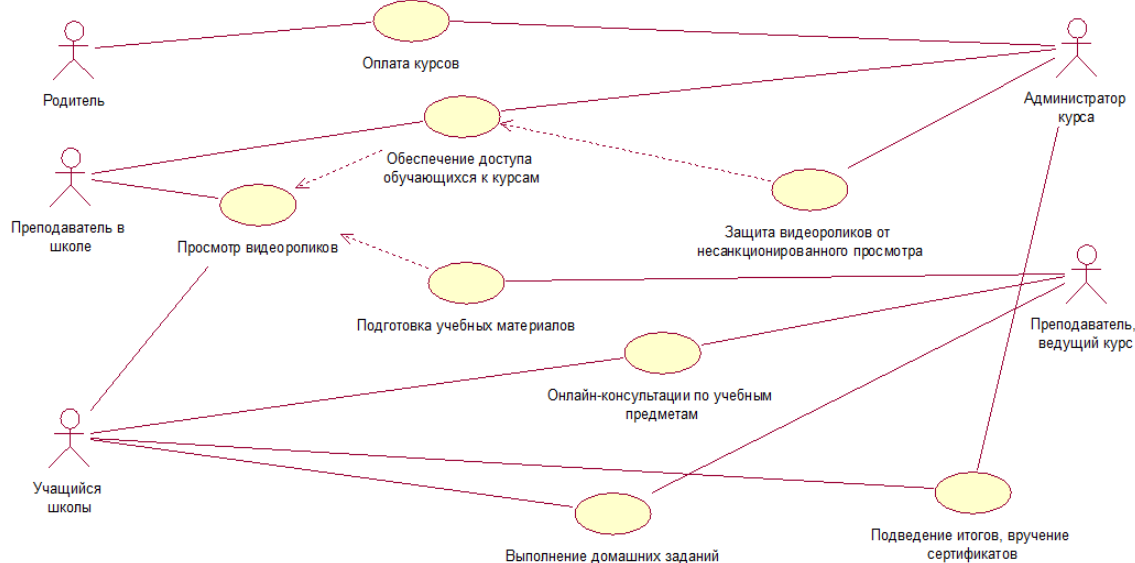 Оплата курсов
Родитель
Администратор
курса
Обеспечение доступа
обучающихся к курсам
Преподаватель в
школе
Просмотр видеороликов
Защита видеороликов от
несанкционированного просмотра
Подготовка учебных материалов
Преподаватель,
ведущий курс
Онлайн-консультации по учебным
предметам
Учащийся
школы
Выполнение домашних заданий
Подведение итогов, вручение
сертификатов